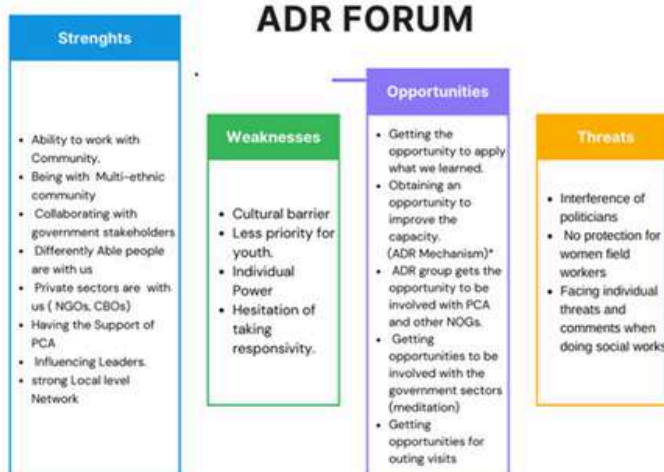 ADR FORUM
Strenghts
• Ability to work with
Community.
• Being with Multi-ethnic
community
• Collaborating with
government stakeholders
• Differently Able people
are with us
• Private sectors are with
us ( NGOs, CBOs)
• Having the Support of
PCA
• Influencing Leaders.
• strong Local level
Network
Weaknesses
• Cultural barrier
• Less priority for
youth.
• Individual
Power
• Hesitation of
taking
responsivity.
Opportunities
• Getting the
opportunity to apply
what we learned.
• Obtaining an
opportunity to
improve the
capacity.
(ADR Mechanism)*
• ADR group gets the
opportunity to be
involved with PCA
and other NOGs.
• Getting
opportunities to be
involved with the
government sectors
(meditation)
• Getting
opportunities for
outing visits
Threats
• Interference of
politicians
• No protection for
women field
workers
• Facing individual
threats and
comments when
doing social works